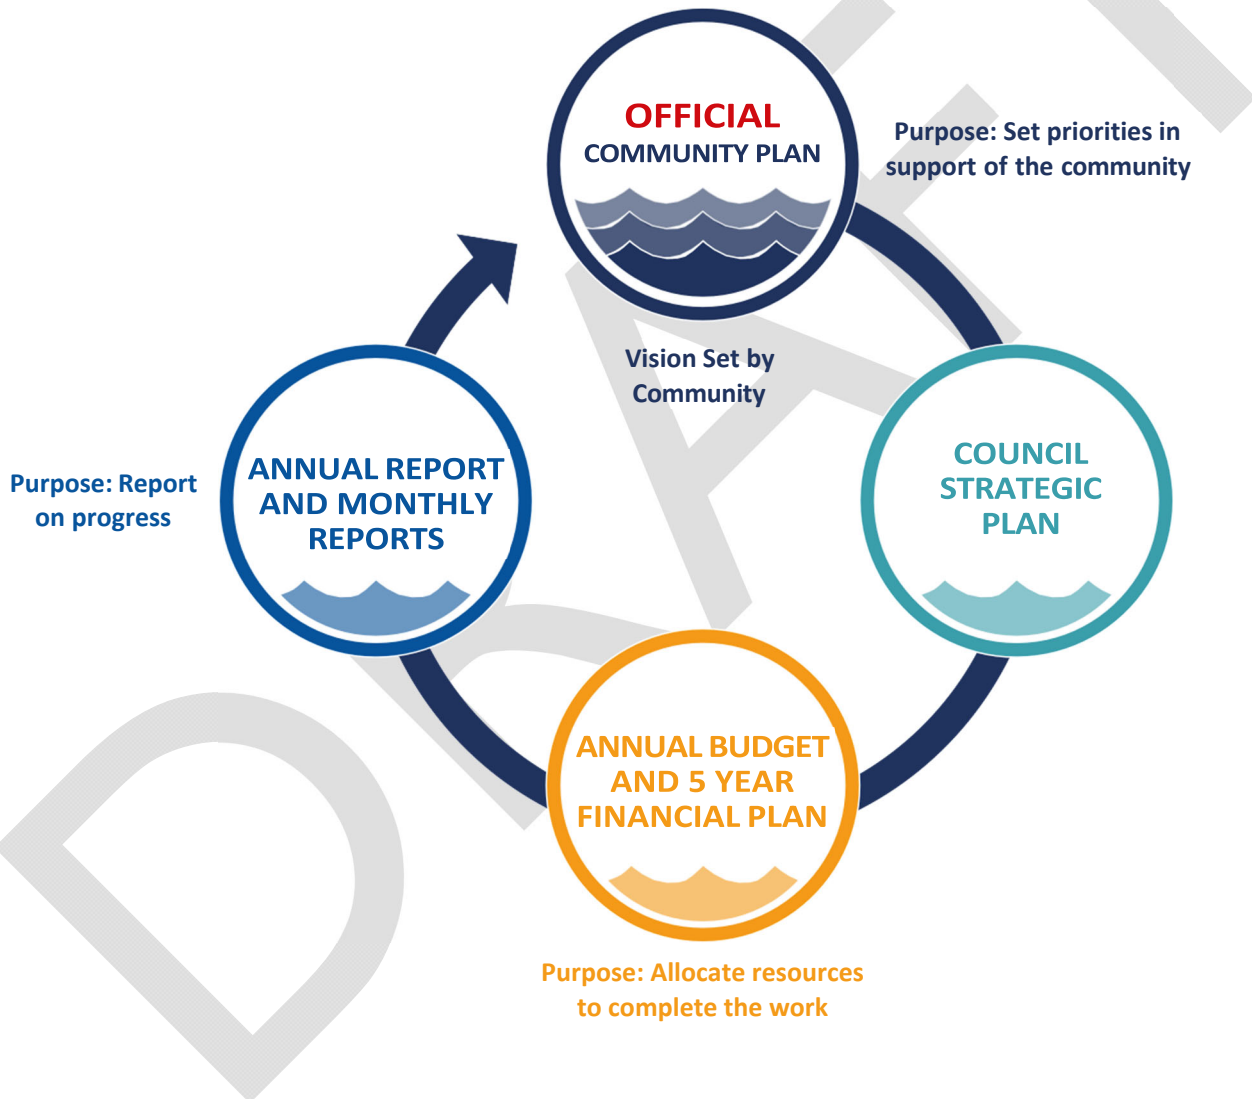 OFFICIAL
COMMUNITY PLAN
Purpose: Set priorities in
support of the community
Vision Set by
Community
COUNCIL
STRATEGIC
PLAN
ANNUAL REPORT
AND MONTHLY
REPORTS
Purpose: Report
on progress
ANNUAL BUDGET
AND 5 YEAR
FINANCIAL PLAN
Purpose: Allocate resources
to complete the work
DRAFT